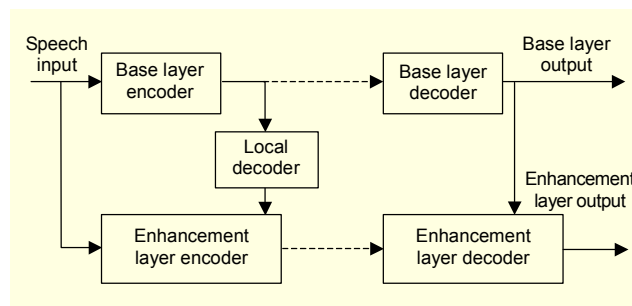 Speech
input
Base layer
encoder
Base layer
decoder
Base layer
output
Local
decoder
Enhancement
layer output
Enhancement
layer encoder
Enhancement
layer decoder